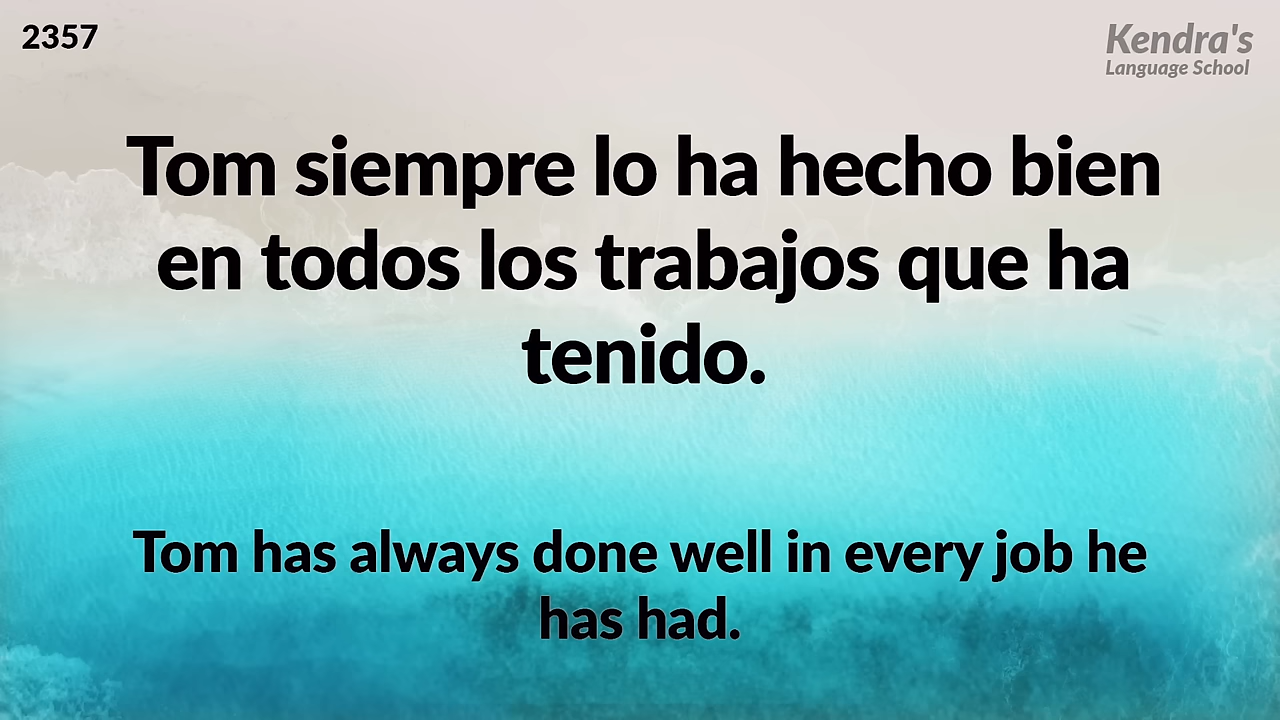 2357
Kendra's
Language School
Tom siempre lo ha hecho bien
en todos los trabajos que ha
tenido.
Tom has always done well in every job he
has had.